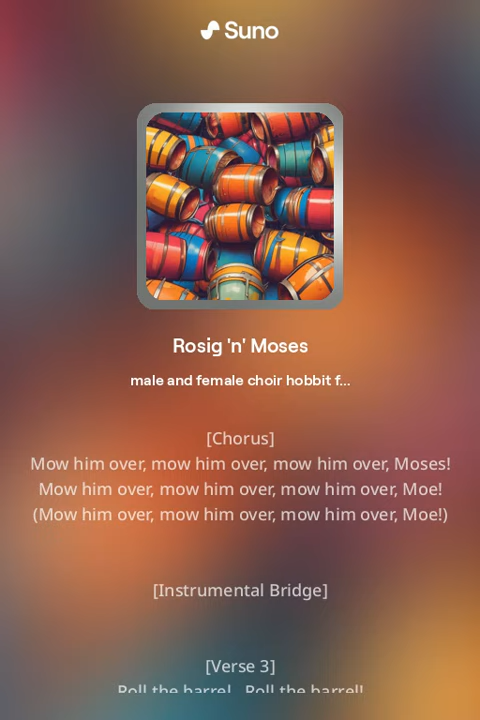 Suno
Rosig 'n' Moses
male and female choir hobbit f...
[Chorus]
Mow him over, mow him over, mow him over, Moses!
Mow him over, mow him over, mow him over, Moe!
(Mow him over, mow him over, mow him over, Moe!)
[Instrumental Bridge]
[Verse 3]
Roll the barrel, Roll the barrel!